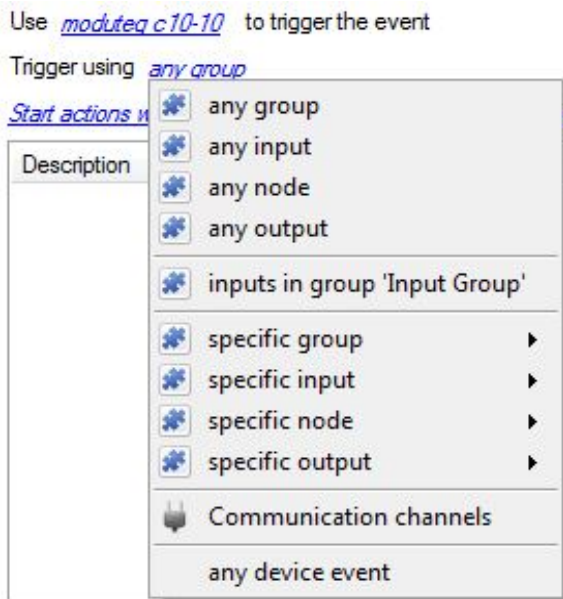 Use moduteq c10-10 to trigger the event
Trigger using any group
Start actions w
Description
any group
any input
any node
any output
inputs in group 'Input Group'
specific group
specific input
specific node
specific output
Communication channels
any device event